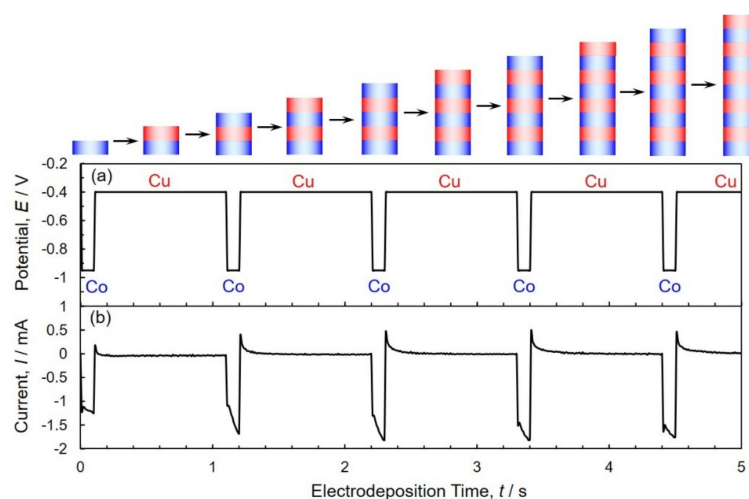 (a)
Cu Cu Cu Cu Cu
Co Co Co Co Co
Potential, E / V
-0.2
-0.4
-0.6
-0.8
-1
(b)
Current, I / mA
1
0.5
0
-0.5
-1
-1.5
-2
0 1 2 3 4 5
Electrodeposition Time, t / s